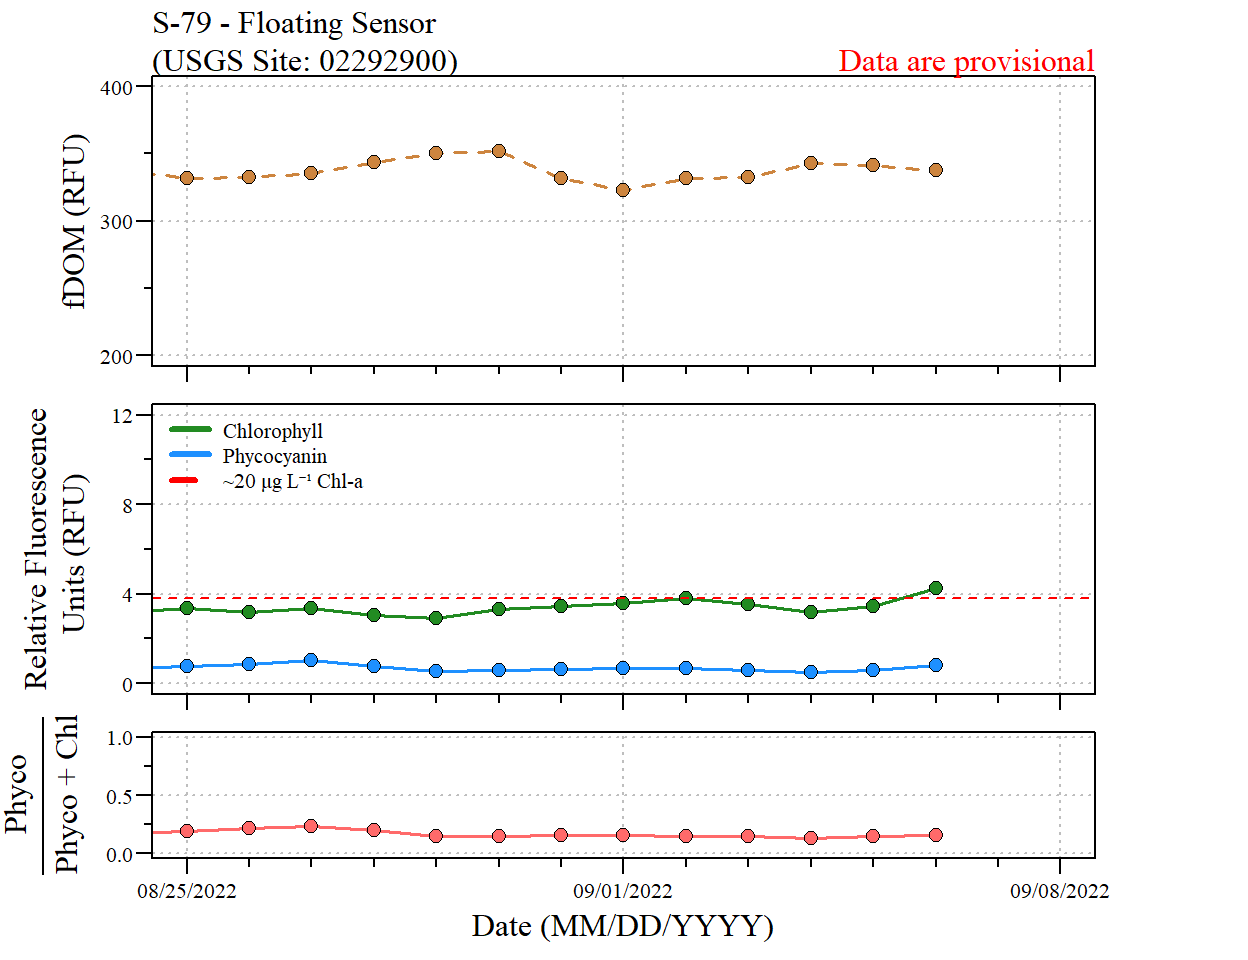 S-79 - Floating Sensor
(USGS Site: 02292900)
Data are provisional
fDOM (RFU)
400
300
200
Relative Fluorescence
Units (RFU)
12
8
4
0
Chlorophyll
Phycocyanin
~20 μg L⁻¹ Chl-a
Phyco
Phyco + Chl
1.0
0.5
0.0
08/25/2022
09/01/2022
09/08/2022
Date (MM/DD/YYYY)